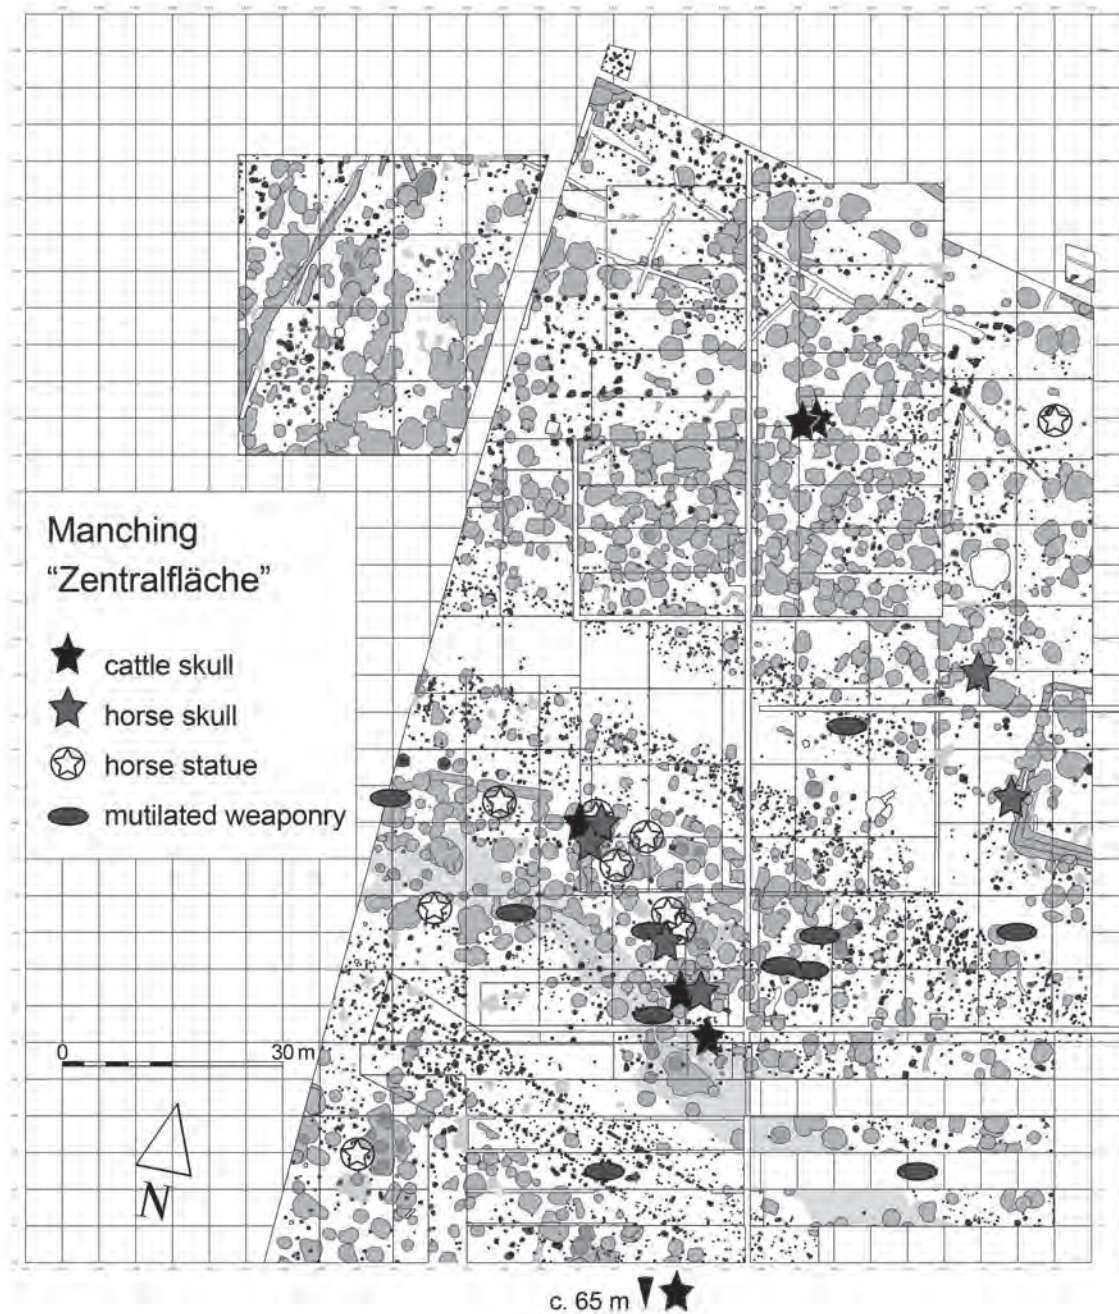 Manching
“Zentralfläche”
cattle skull
horse skull
horse statue
mutilated weaponry
0 30 m
N
c. 65 m